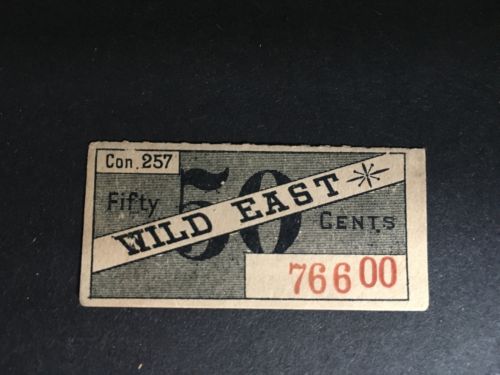 Con. 257
Fifty
50
WILD EAST
CENTS
76600